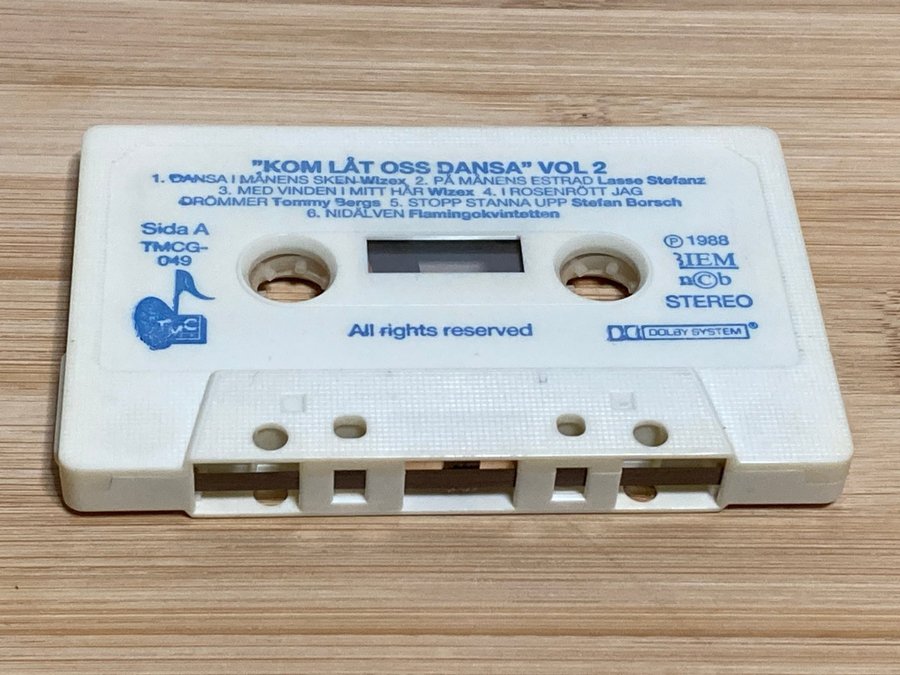 "KOM LÅT OSS DANSA" VOL 2
1. DANSA I MÅNENS SKEN Wizex 2. PÅ MÅNENS ESTRAD Lasse Stefanz
3. MED VINDEN I MITT HÅR Wizex 4. I ROSENRÖTT JAG
DRÖMMER Tommy Bergs 5. STOPP STANNA UPP Stefan Borsch
6. NIDÄLVEN Flamingokvintetten
Sida A
TMCG-
049
TMC
℗ 1988
BIEM
n©b
STEREO
All rights reserved
DOLBY SYSTEM®